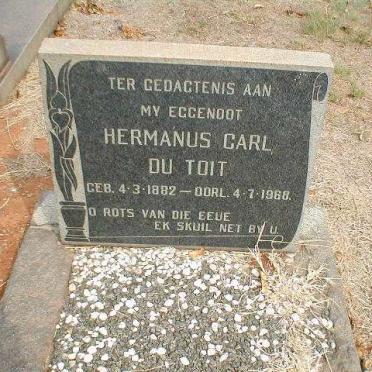 TER GEDAGTENIS AAN
MY EGGENOOT
HERMANUS CARL
DU TOIT
GEB. 4-3-1882 — OORL. 4-7-1968.
O ROTS VAN DIE EEUE
EK SKUIL NET BY U.